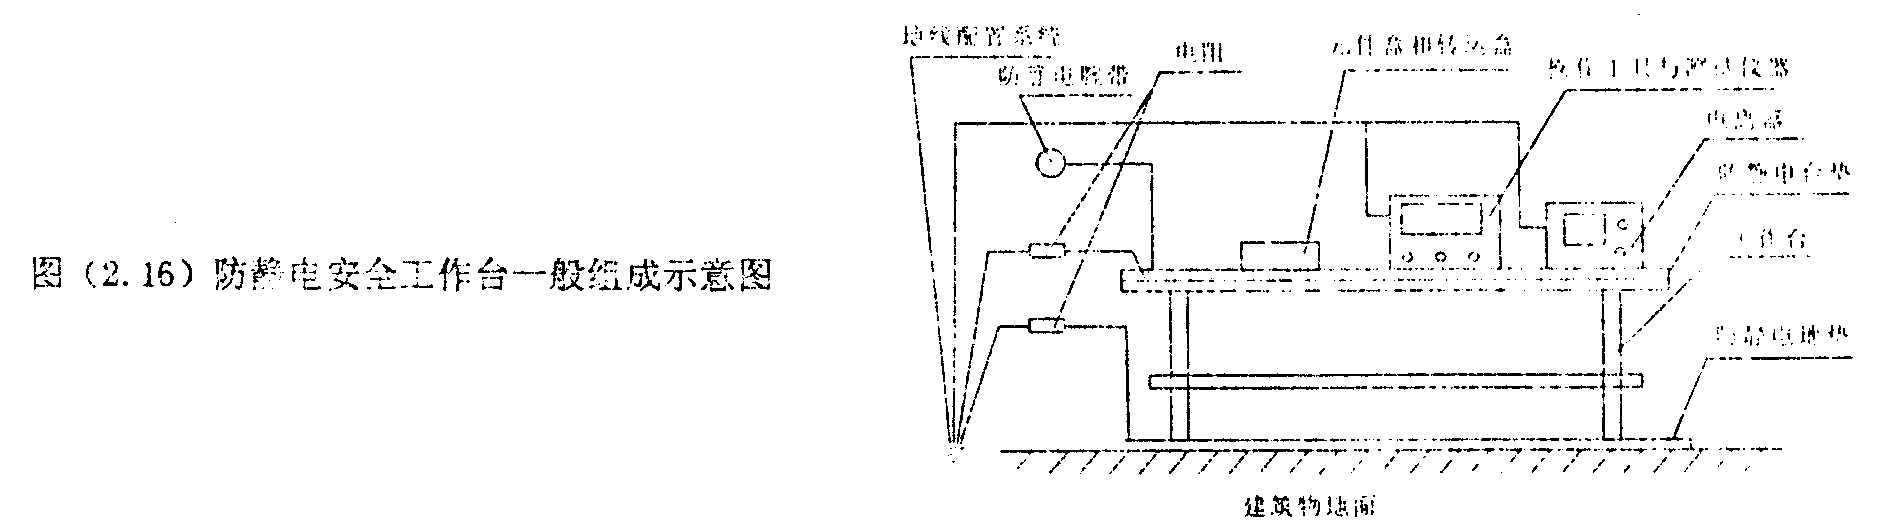 地线配置系统
防静电腕带
电阻
元件盒和转运盒
操作工具与测试仪器
电离器
防静电台垫
工作台
防静电地垫
图（2.16）防静电安全工作台一般组成示意图
建筑物地面